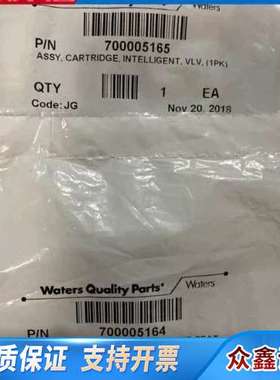 Waters
P/N 700005165
ASSY, CARTRIDGE, INTELLIGENT, VLV, (1PK)
QTY 1 EA
Code: JG Nov 20, 2018
Waters Quality Parts
Waters
P/N 700005164
质保证 支持开票 众鑫